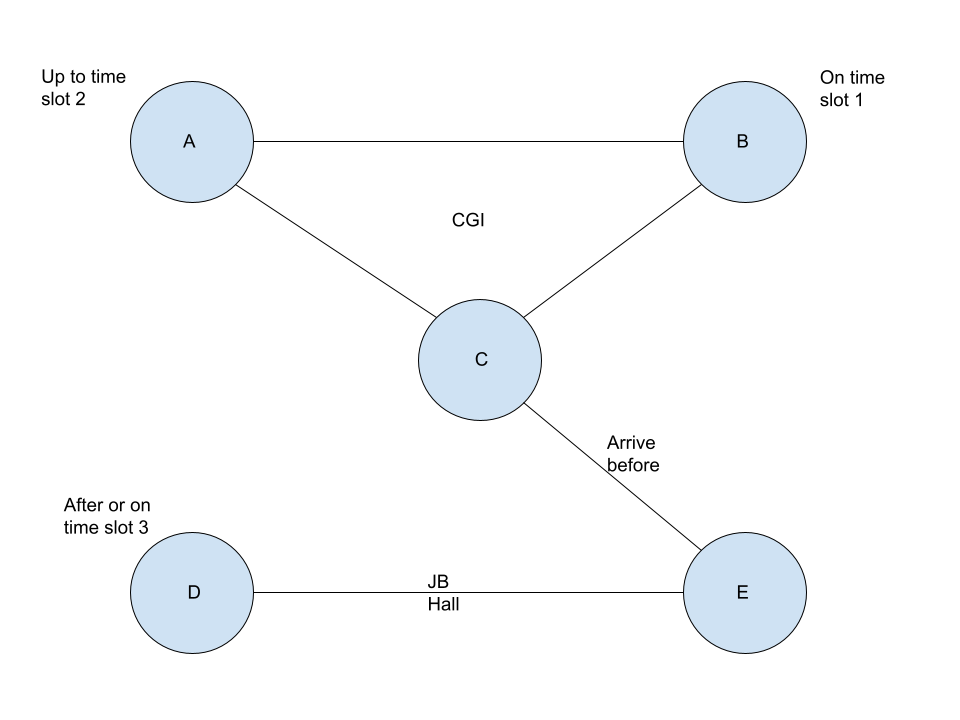 Up to time
slot 2
On time
slot 1
A
B
CGI
C
Arrive
before
After or on
time slot 3
D
JB
Hall
E